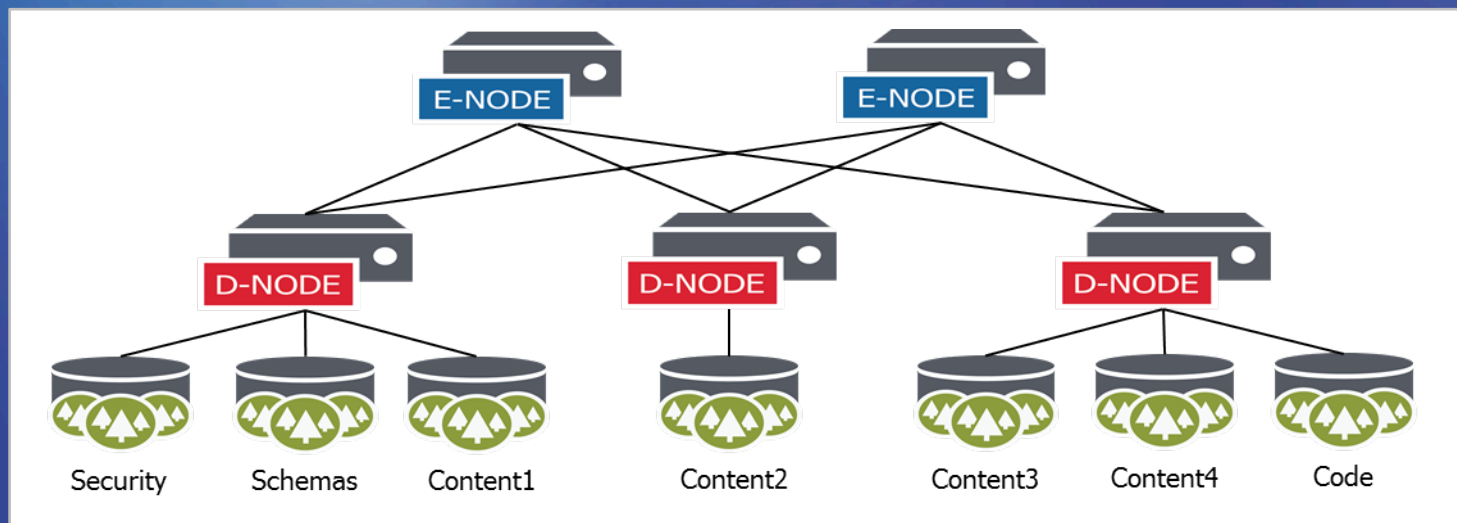 E-NODE
E-NODE
D-NODE
D-NODE
D-NODE
Security
Schemas
Content1
Content2
Content3
Content4
Code